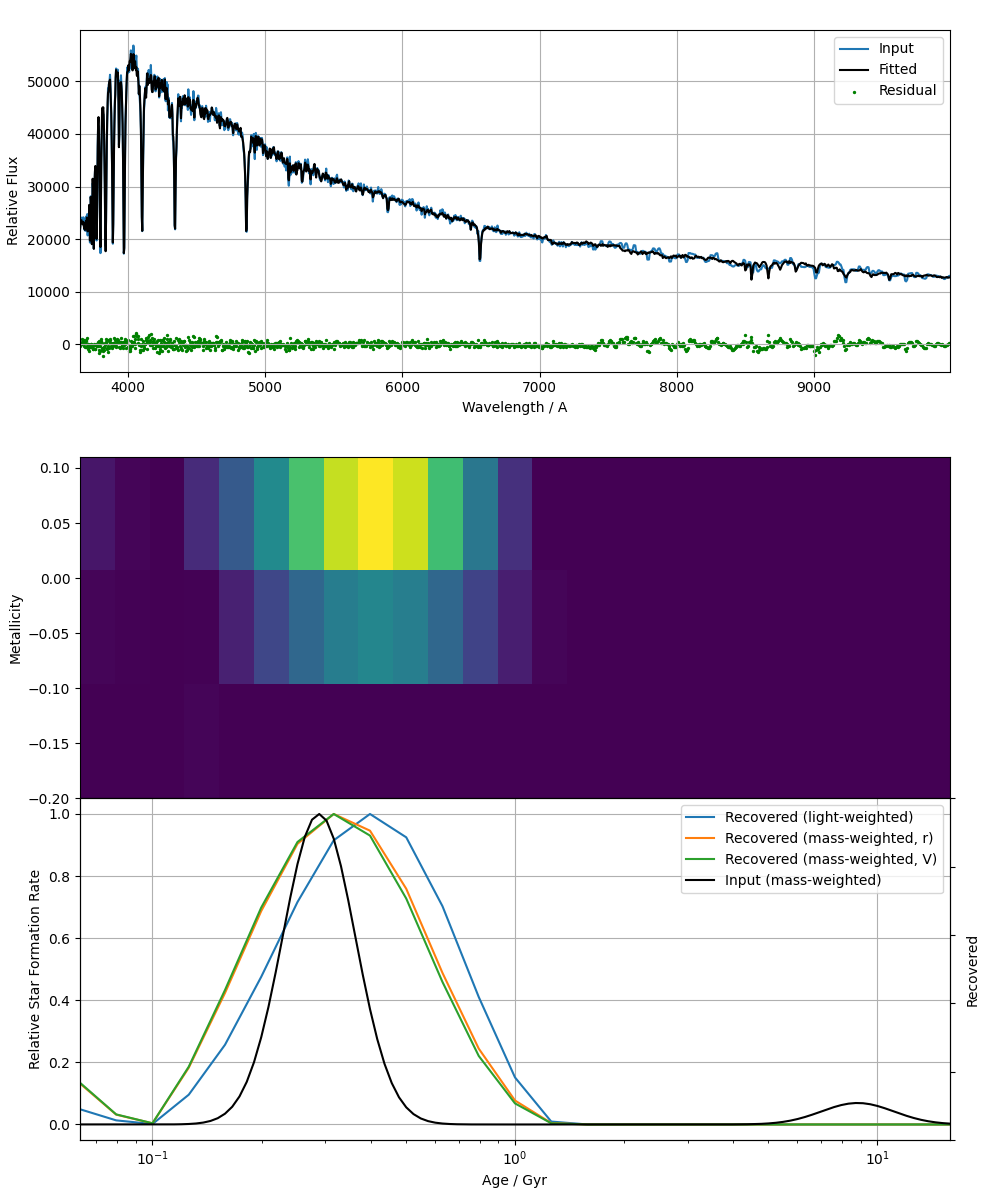 Input
Fitted
Residual
50000
40000
30000
20000
10000
0
Relative Flux
4000 5000 6000 7000 8000 9000
Wavelength / A
0.10
0.05
0.00
−0.05
−0.10
−0.15
−0.20
Metallicity
Recovered (light-weighted)
Recovered (mass-weighted, r)
Recovered (mass-weighted, V)
Input (mass-weighted)
1.0
0.8
0.6
0.4
0.2
0.0
Relative Star Formation Rate
Recovered
10⁻¹ 10⁰ 10¹
Age / Gyr